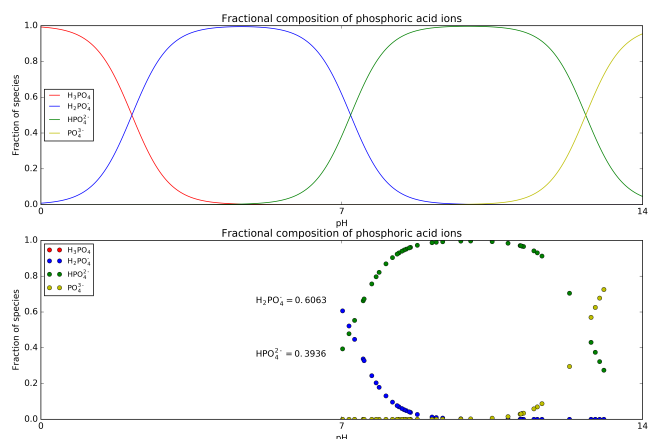 Fractional composition of phosphoric acid ions
1.0
0.8
0.6
0.4
0.2
0.0
Fraction of species
H₃PO₄
H₂PO₄⁻
HPO₄²⁻
PO₄³⁻
0
7
14
pH
Fractional composition of phosphoric acid ions
1.0
0.8
0.6
0.4
0.2
0.0
Fraction of species
H₃PO₄
H₂PO₄⁻
HPO₄²⁻
PO₄³⁻
H₂PO₄⁻ = 0.6063
HPO₄²⁻ = 0.3936
0
7
14
pH